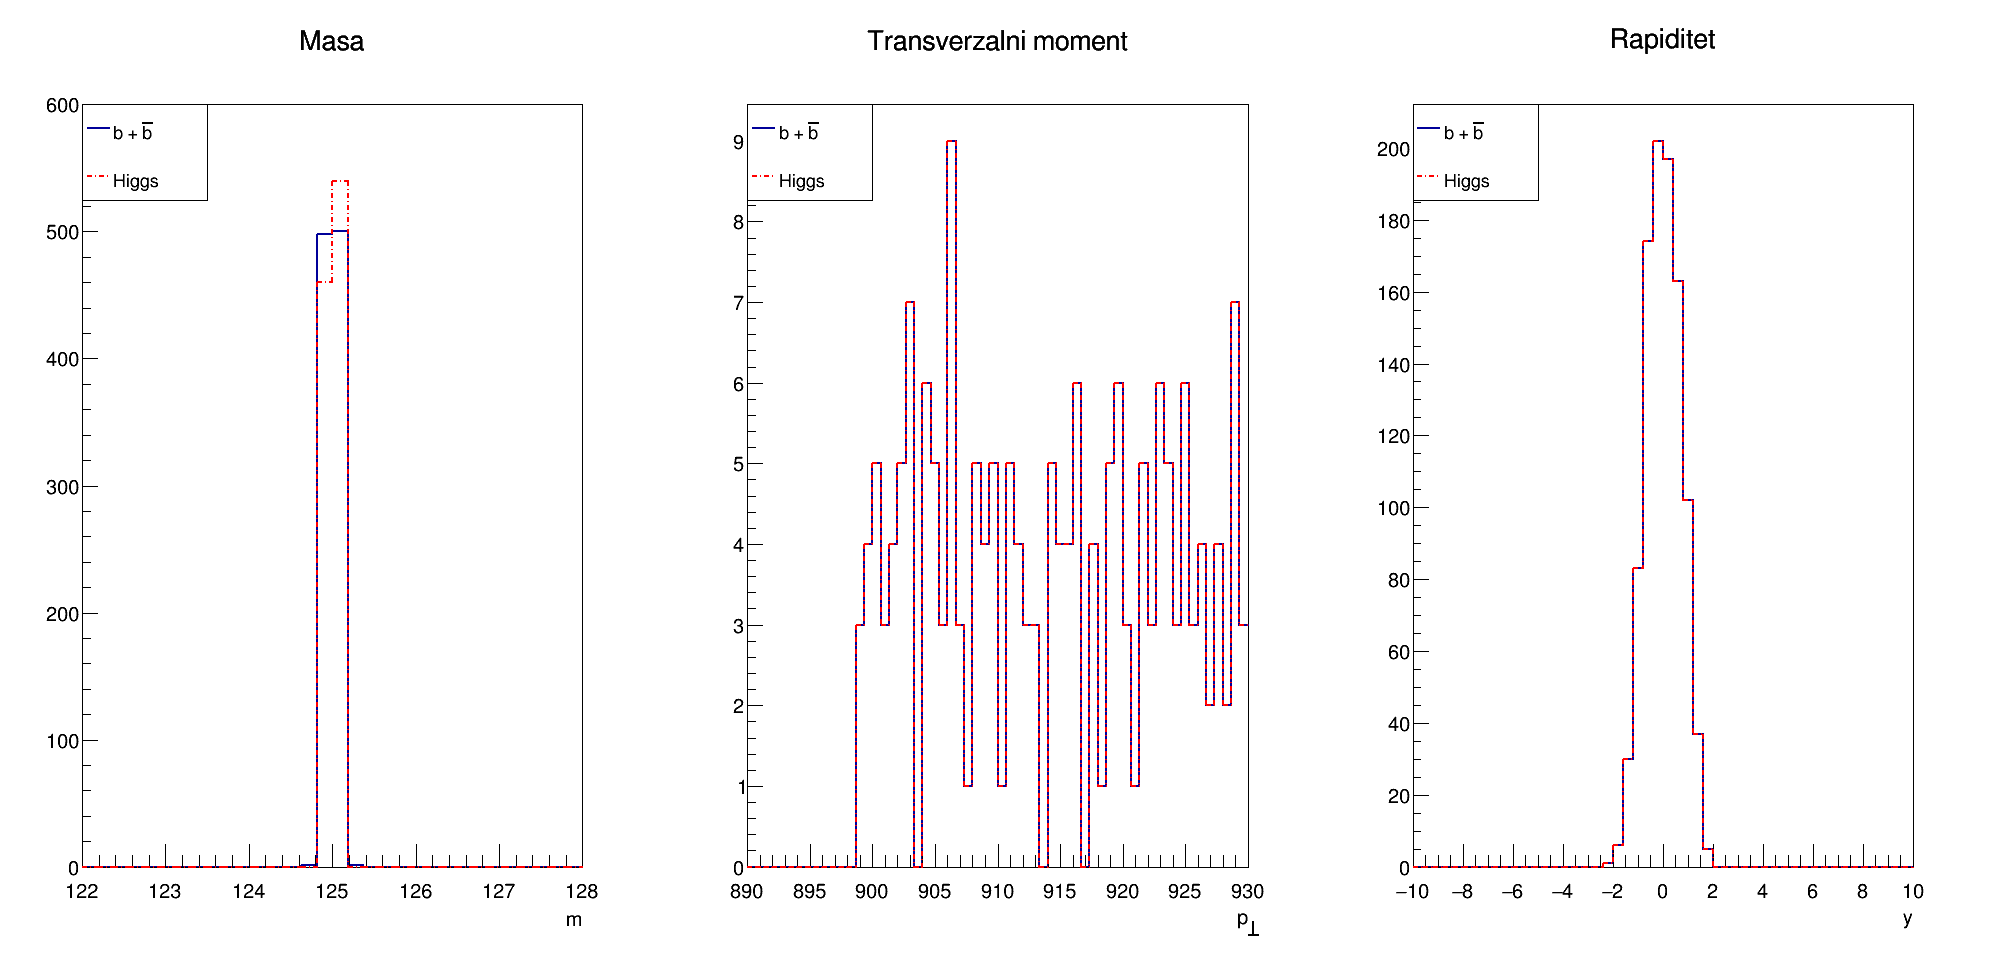 Masa
Transverzalni moment
Rapiditet
600
500
400
300
200
100
0
b + b̅
Higgs
122 123 124 125 126 127 128
m
9
8
7
6
5
4
3
2
1
0
b + b̅
Higgs
890 895 900 905 910 915 920 925 930
p⊥
200
180
160
140
120
100
80
60
40
20
0
b + b̅
Higgs
−10 −8 −6 −4 −2 0 2 4 6 8 10
y